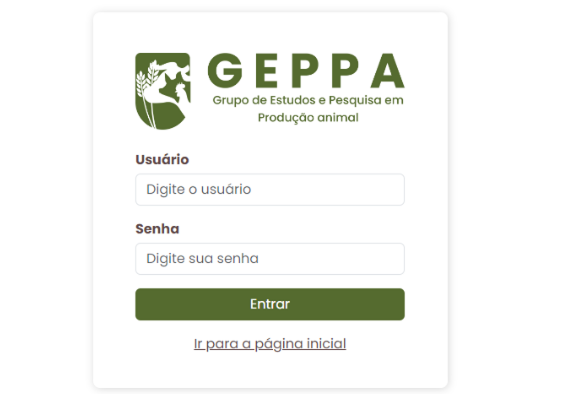 GEPPA
Grupo de Estudos e Pesquisa em
Produção animal
Usuário
Digite o usuário
Senha
Digite sua senha
Entrar
Ir para a página inicial